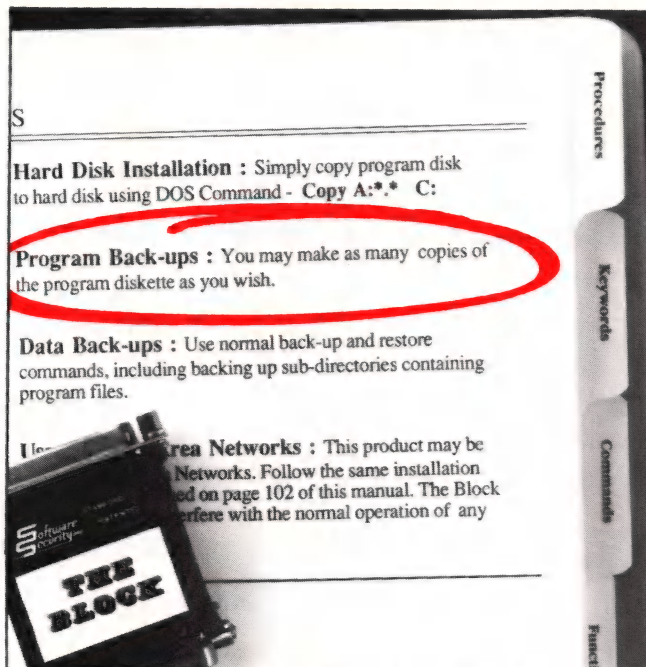 S
Hard Disk Installation : Simply copy program disk
to hard disk using DOS Command - Copy A:*.* C:
Program Back-ups : You may make as many copies of
the program diskette as you wish.
Data Back-ups : Use normal back-up and restore
commands, including backing up sub-directories containing
program files.
rea Networks : This product may be
Networks. Follow the same installation
ed on page 102 of this manual. The Block
erfere with the normal operation of any
Software
Security
THE
BLOCK
Procedures
Keywords
Commands
Funct